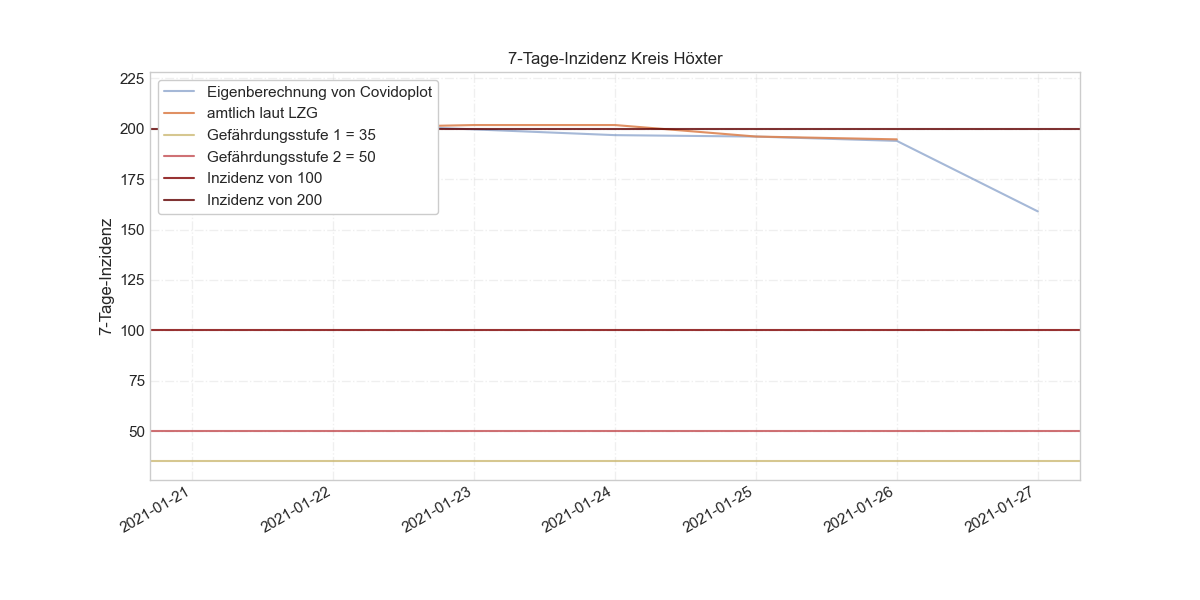 7-Tage-Inzidenz Kreis Höxter
7-Tage-Inzidenz
225
200
175
150
125
100
75
50
Eigenberechnung von Covidoplot
amtlich laut LZG
Gefährdungsstufe 1 = 35
Gefährdungsstufe 2 = 50
Inzidenz von 100
Inzidenz von 200
2021-01-21
2021-01-22
2021-01-23
2021-01-24
2021-01-25
2021-01-26
2021-01-27